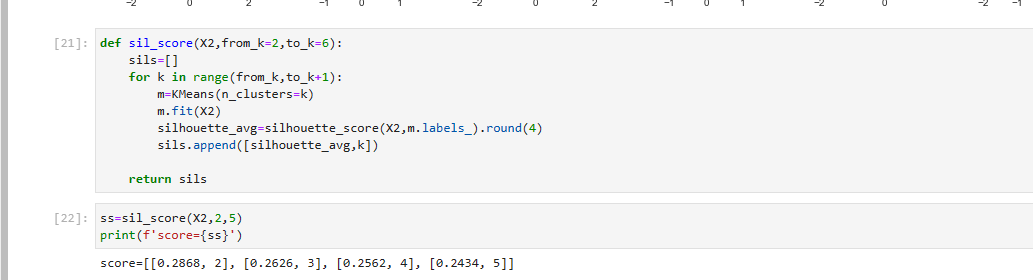 -2 0 2 -1 0 1 -2 0 2 -1 0 1 -2 0 -2 -1
[21]: def sil_score(X2,from_k=2,to_k=6):
sils=[]
for k in range(from_k,to_k+1):
m=KMeans(n_clusters=k)
m.fit(X2)
silhouette_avg=silhouette_score(X2,m.labels_).round(4)
sils.append([silhouette_avg,k])
return sils
[22]: ss=sil_score(X2,2,5)
print(f'score={ss}')
score=[[0.2868, 2], [0.2626, 3], [0.2562, 4], [0.2434, 5]]